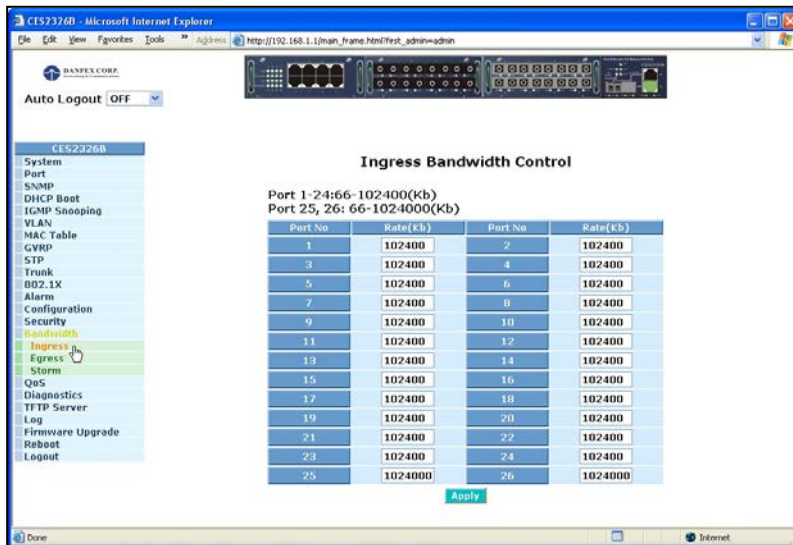 CES2326B - Microsoft Internet Explorer
File Edit View Favorites Tools » Address http://192.168.1.1/main_frame.html?first_admin=admin
DANPEX CORP.
Auto Logout OFF
CES2326B
System
Port
SNMP
DHCP Boot
IGMP Snooping
VLAN
MAC Table
GVRP
STP
Trunk
802.1X
Alarm
Configuration
Security
Bandwidth
Ingress
Egress
Storm
QoS
Diagnostics
TFTP Server
Log
Firmware Upgrade
Reboot
Logout
Ingress Bandwidth Control
Port 1-24:66-102400(Kb)
Port 25, 26: 66-1024000(Kb)
Port No Rate(Kb) Port No Rate(Kb)
1 102400 2 102400
3 102400 4 102400
5 102400 6 102400
7 102400 8 102400
9 102400 10 102400
11 102400 12 102400
13 102400 14 102400
15 102400 16 102400
17 102400 18 102400
19 102400 20 102400
21 102400 22 102400
23 102400 24 102400
25 1024000 26 1024000
Apply
Done Internet